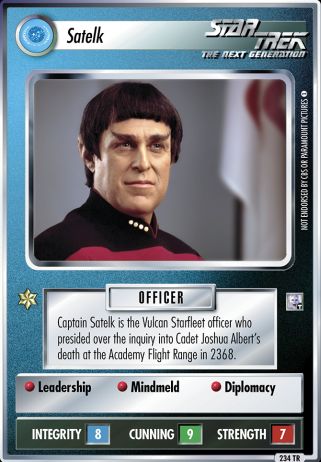 Satelk
STAR TREK
THE NEXT GENERATION
NOT ENDORSED BY CBS OR PARAMOUNT PICTURES
OFFICER
Captain Satelk is the Vulcan Starfleet officer who
presided over the inquiry into Cadet Joshua Albert's
death at the Academy Flight Range in 2368.
Leadership Mindmeld Diplomacy
INTEGRITY 8 CUNNING 9 STRENGTH 7
234 TR